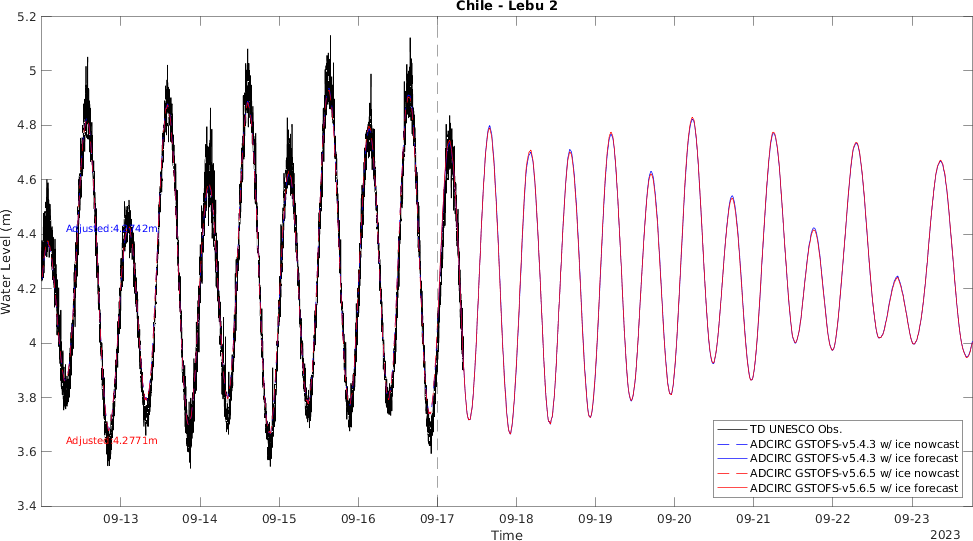 Chile - Lebu 2
5.2
5
4.8
4.6
4.4
4.2
4
3.8
3.6
3.4
Water Level (m)
Adjusted:4.2742m
Adjusted:4.2771m
TD UNESCO Obs.
ADCIRC GSTOFS-v5.4.3 w/ ice nowcast
ADCIRC GSTOFS-v5.4.3 w/ ice forecast
ADCIRC GSTOFS-v5.6.5 w/ ice nowcast
ADCIRC GSTOFS-v5.6.5 w/ ice forecast
09-13 09-14 09-15 09-16 09-17 09-18 09-19 09-20 09-21 09-22 09-23
Time
2023